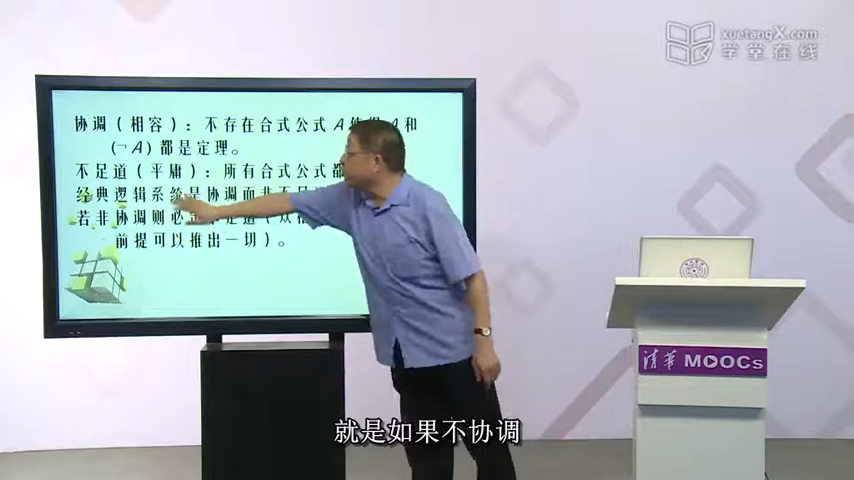 xuetangX.com
学堂在线
协调（相容）：不存在合式公式A 和
(¬A)都是定理。
不足道（平庸）：所有合式公式都
经典逻辑系统是协调而非不足
若非协调则必
前提可以推出一切）。
清华 MOOCs
就是如果不协调